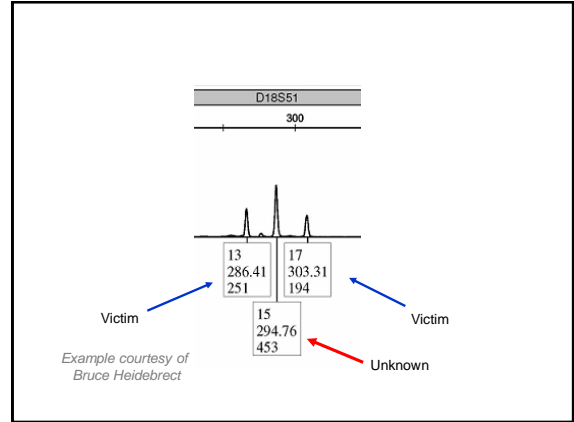 D18S51
300
13
286.41
251
17
303.31
194
15
294.76
453
Victim
Victim
Unknown
Example courtesy of
Bruce Heidebrect